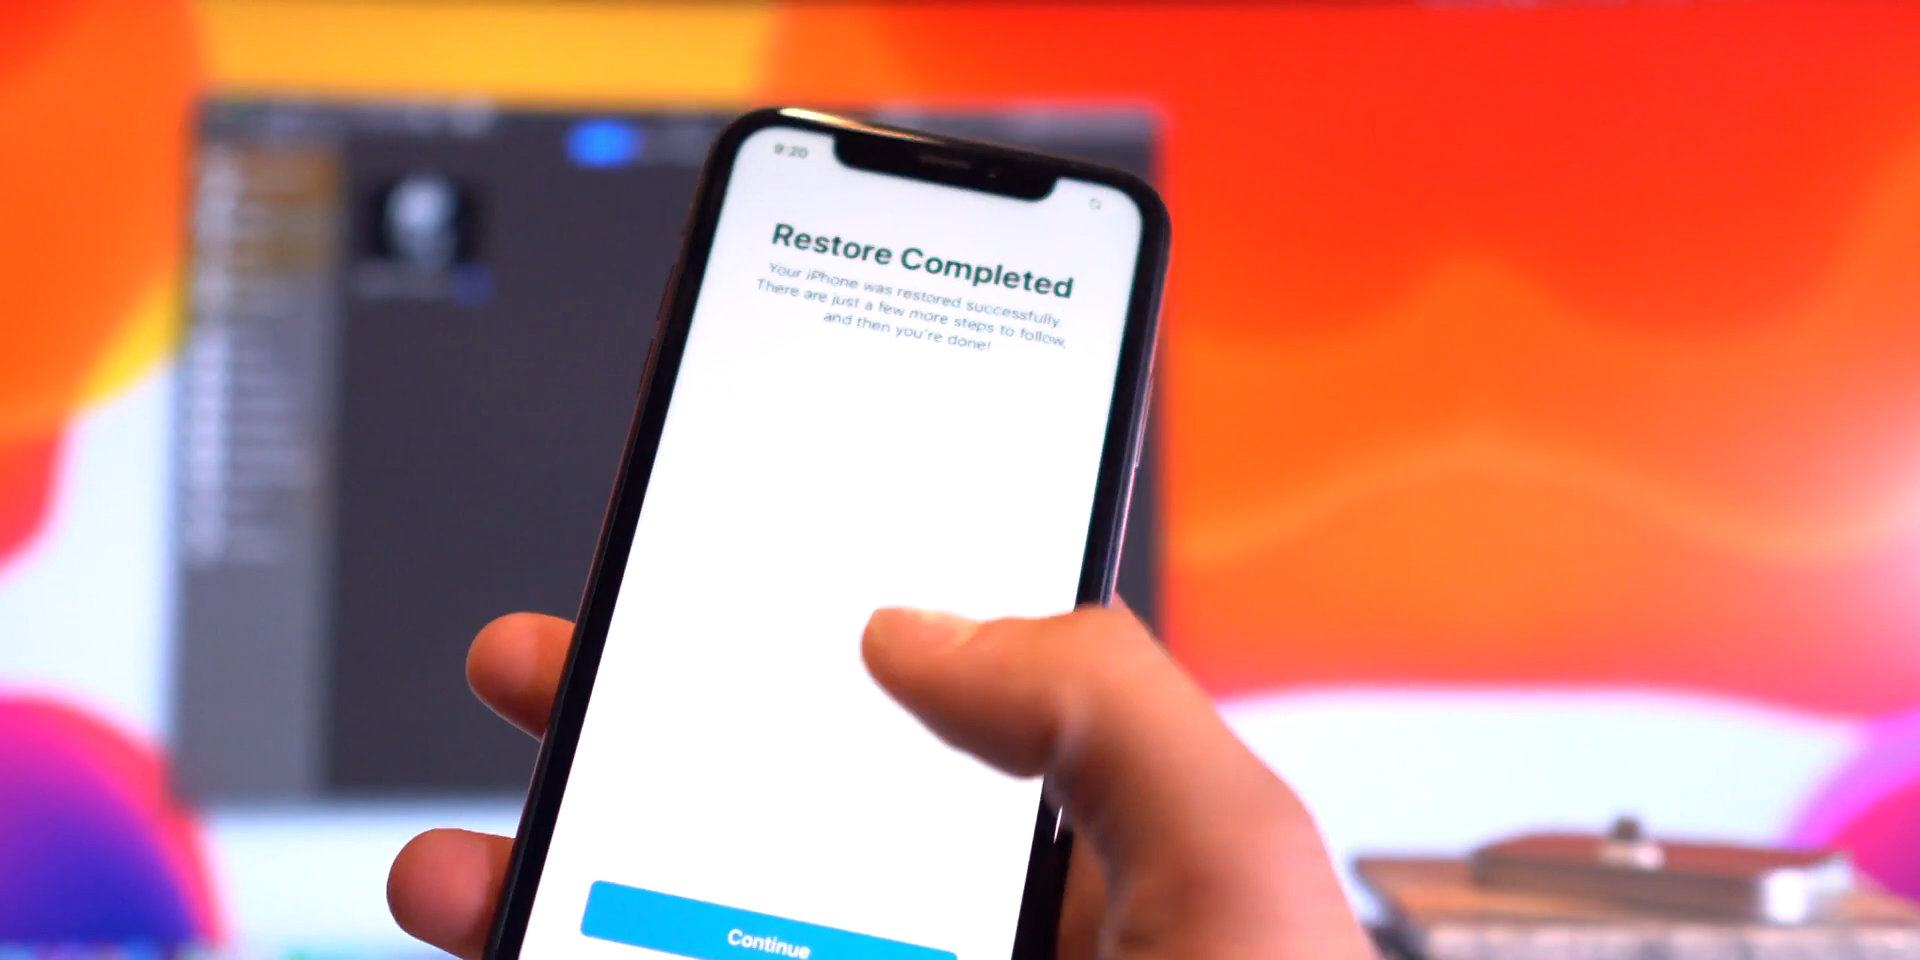 9:20
Restore Completed
Your iPhone was restored successfully.
There are just a few more steps to follow,
and then you're done!
Continue